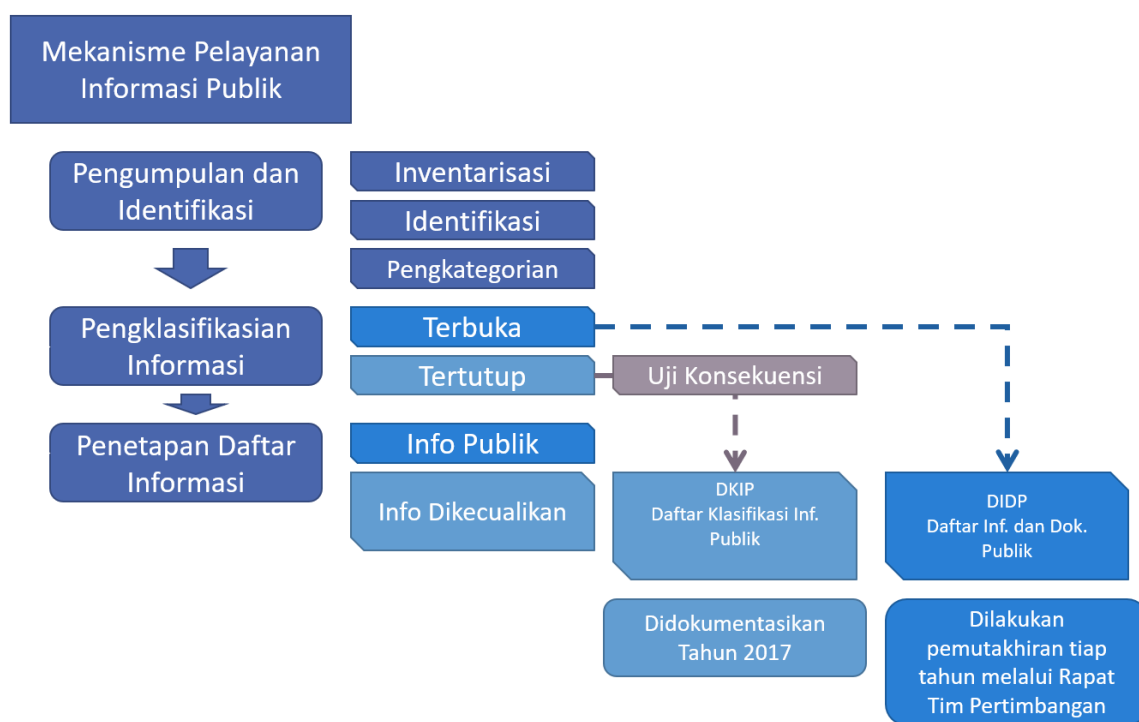 Mekanisme Pelayanan
Informasi Publik
Pengumpulan dan
Identifikasi
Inventarisasi
Identifikasi
Pengkategorian
Pengklasifikasian
Informasi
Terbuka
Tertutup
Uji Konsekuensi
Penetapan Daftar
Informasi
Info Publik
Info Dikecualikan
DKIP
Daftar Klasifikasi Inf.
Publik
DIDP
Daftar Inf. dan Dok.
Publik
Didokumentasikan
Tahun 2017
Dilakukan
pemutakhiran tiap
tahun melalui Rapat
Tim Pertimbangan